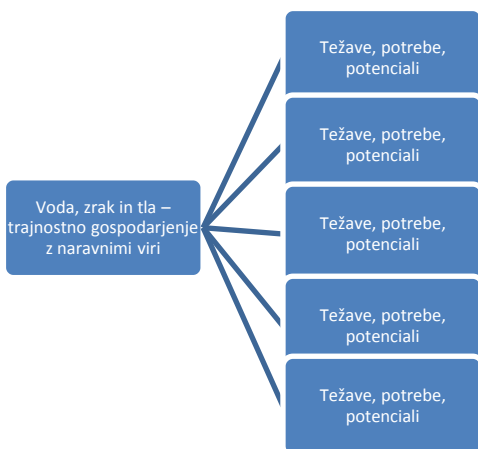 Težave, potrebe,
potenciali
Težave, potrebe,
potenciali
Voda, zrak in tla –
trajnostno gospodarjenje
z naravnimi viri
Težave, potrebe,
potenciali
Težave, potrebe,
potenciali
Težave, potrebe,
potenciali